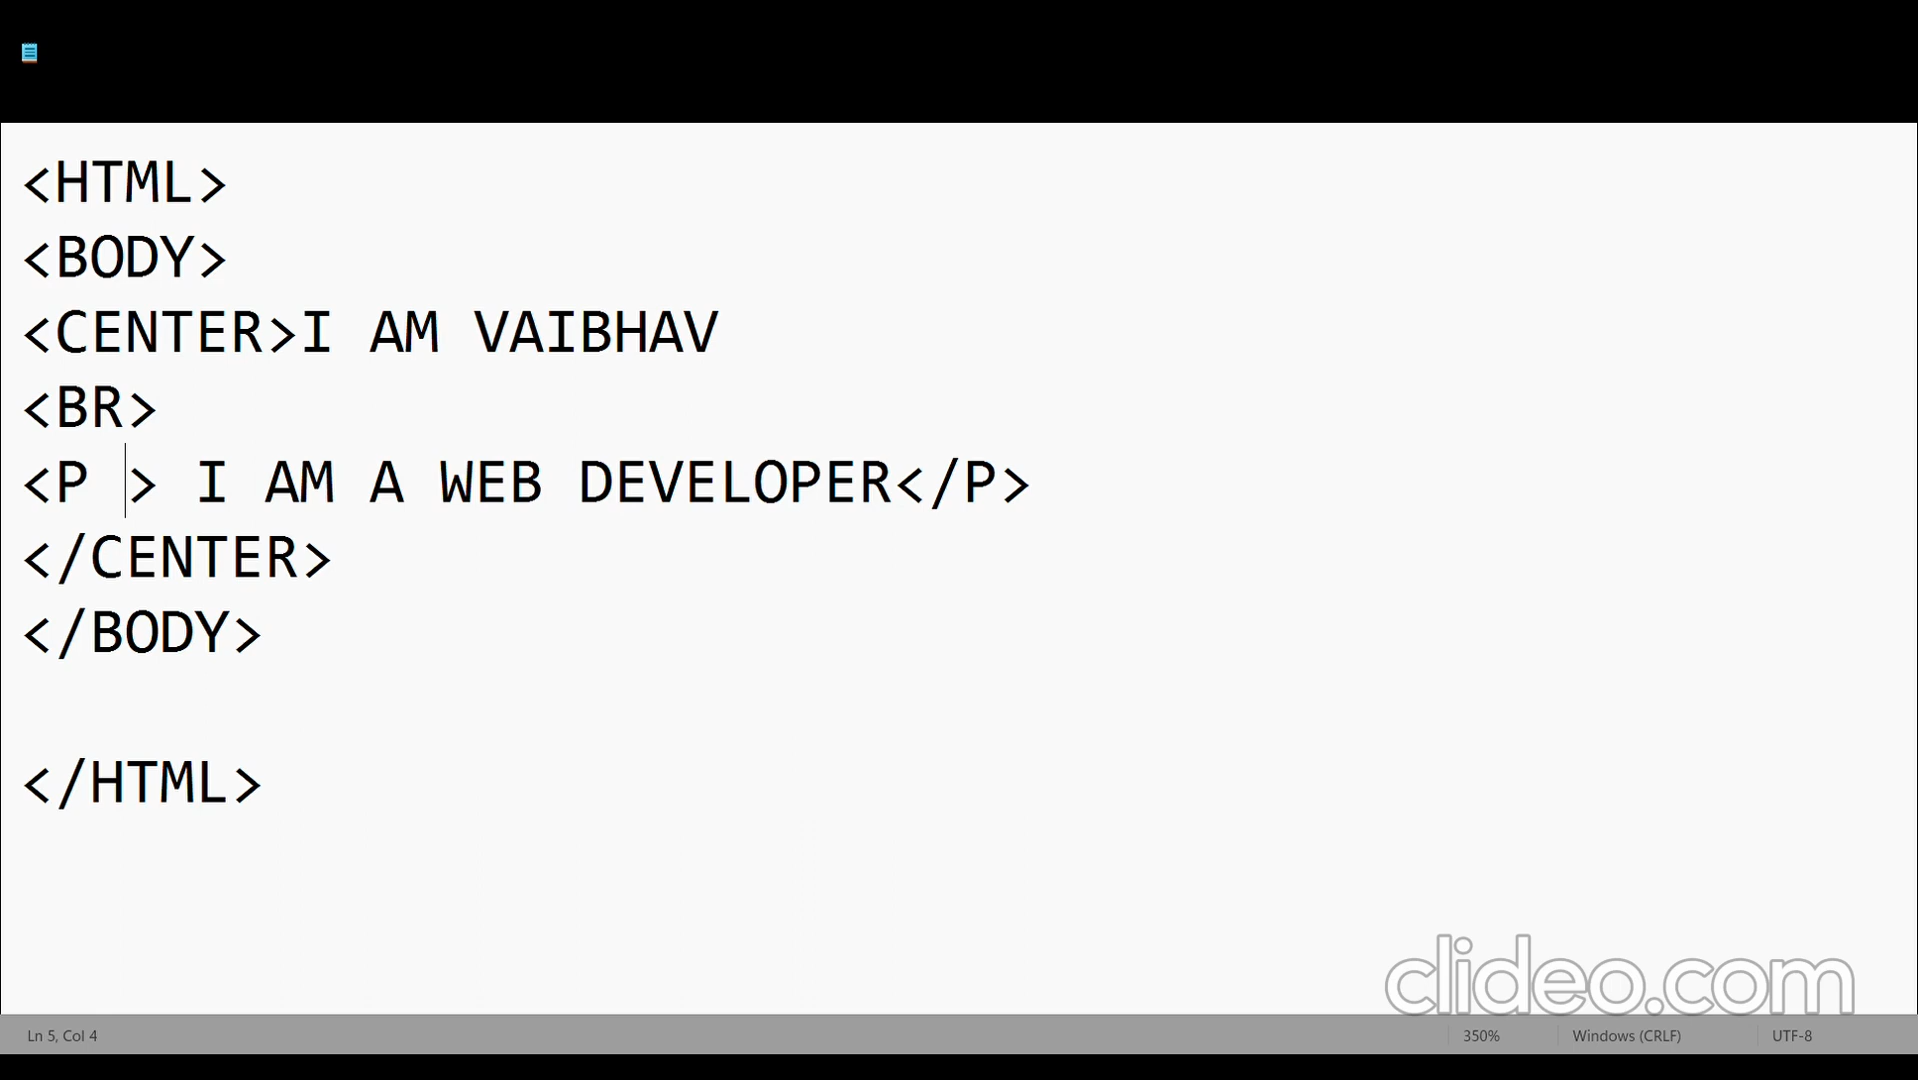 <HTML>
<BODY>
<CENTER>I AM VAIBHAV
<BR>
<P > I AM A WEB DEVELOPER</P>
</CENTER>
</BODY>
</HTML>
clideo.com
Ln 5, Col 4 350% Windows (CRLF) UTF-8